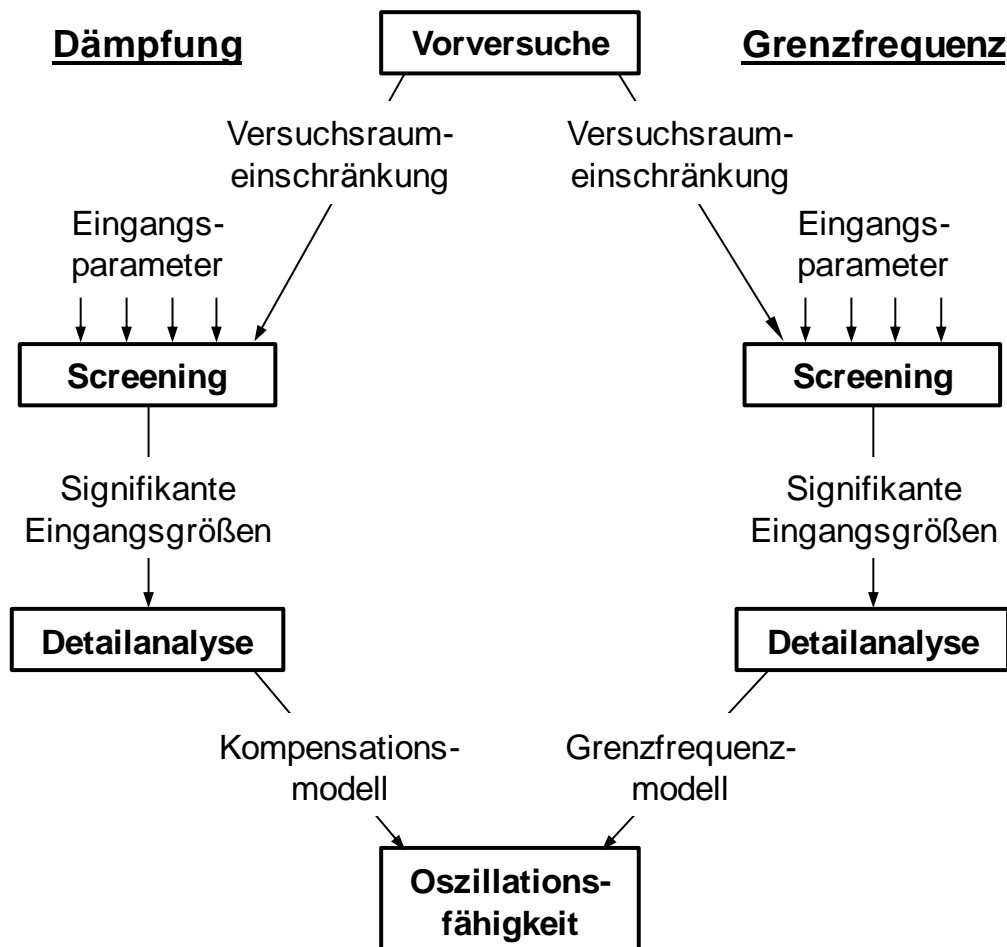 Dämpfung
Vorversuche
Grenzfrequenz
Versuchsraum-
einschränkung
Versuchsraum-
einschränkung
Eingangs-
parameter
Eingangs-
parameter
Screening
Screening
Signifikante
Eingangsgrößen
Signifikante
Eingangsgrößen
Detailanalyse
Detailanalyse
Kompensations-
modell
Grenzfrequenz-
modell
Oszillations-
fähigkeit